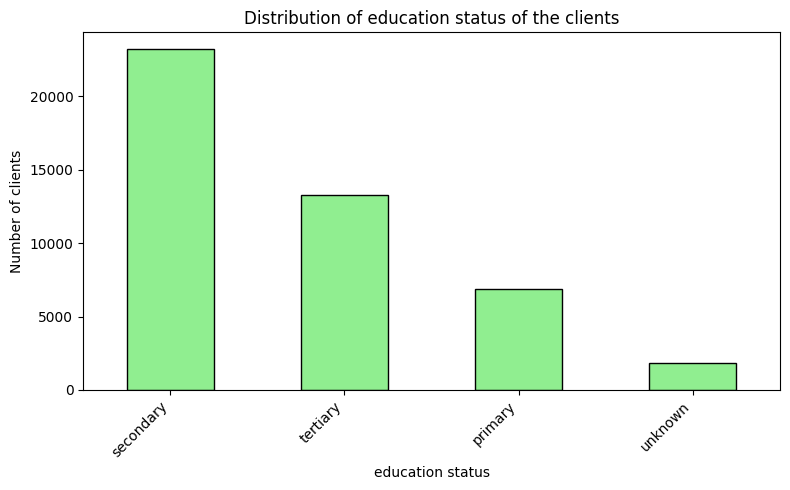 Distribution of education status of the clients
Number of clients
20000
15000
10000
5000
0
secondary
tertiary
primary
unknown
education status